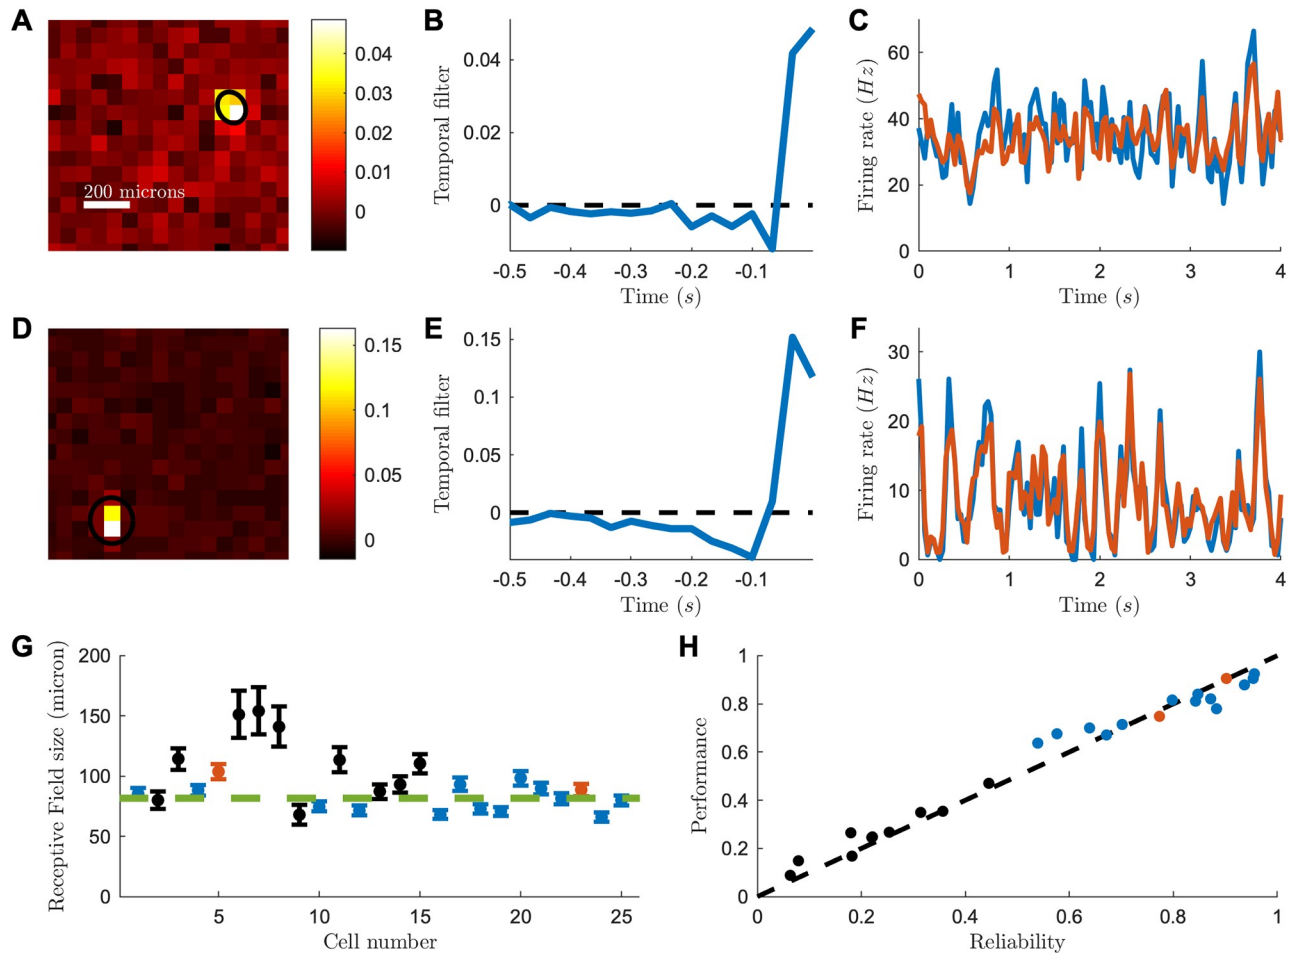 A
0.04
0.03
0.02
0.01
0
200 microns
B
Temporal filter
0.04
0.02
0
-0.5 -0.4 -0.3 -0.2 -0.1
Time (s)
C
Firing rate (Hz)
60
40
20
0
0 1 2 3 4
Time (s)
D
0.15
0.1
0.05
0
E
Temporal filter
0.15
0.1
0.05
0
-0.5 -0.4 -0.3 -0.2 -0.1
Time (s)
F
Firing rate (Hz)
30
20
10
0
0 1 2 3 4
Time (s)
G
Receptive Field size (micron)
200
150
100
50
0
5 10 15 20 25
Cell number
H
Performance
1
0.8
0.6
0.4
0.2
0
0 0.2 0.4 0.6 0.8 1
Reliability